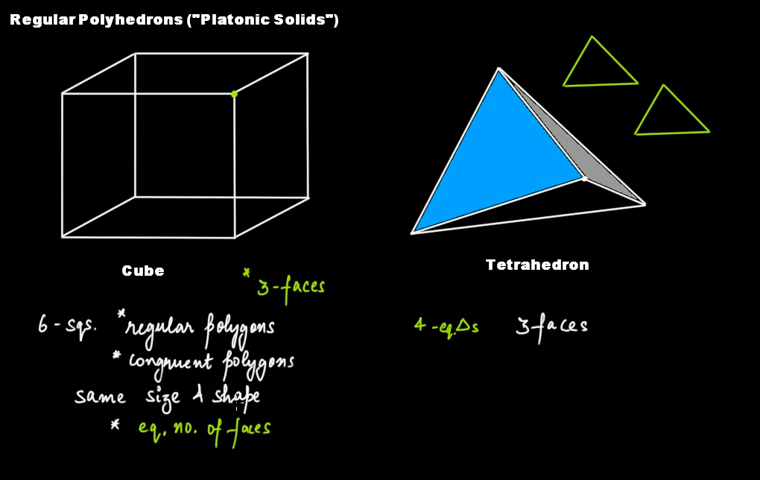 Regular Polyhedrons ("Platonic Solids")
Cube
Tetrahedron
* 3-faces
6-sqs. * regular polygons
* congruent polygons
same size & shape
* eq. no. of faces
4-eq.Δs 3 faces